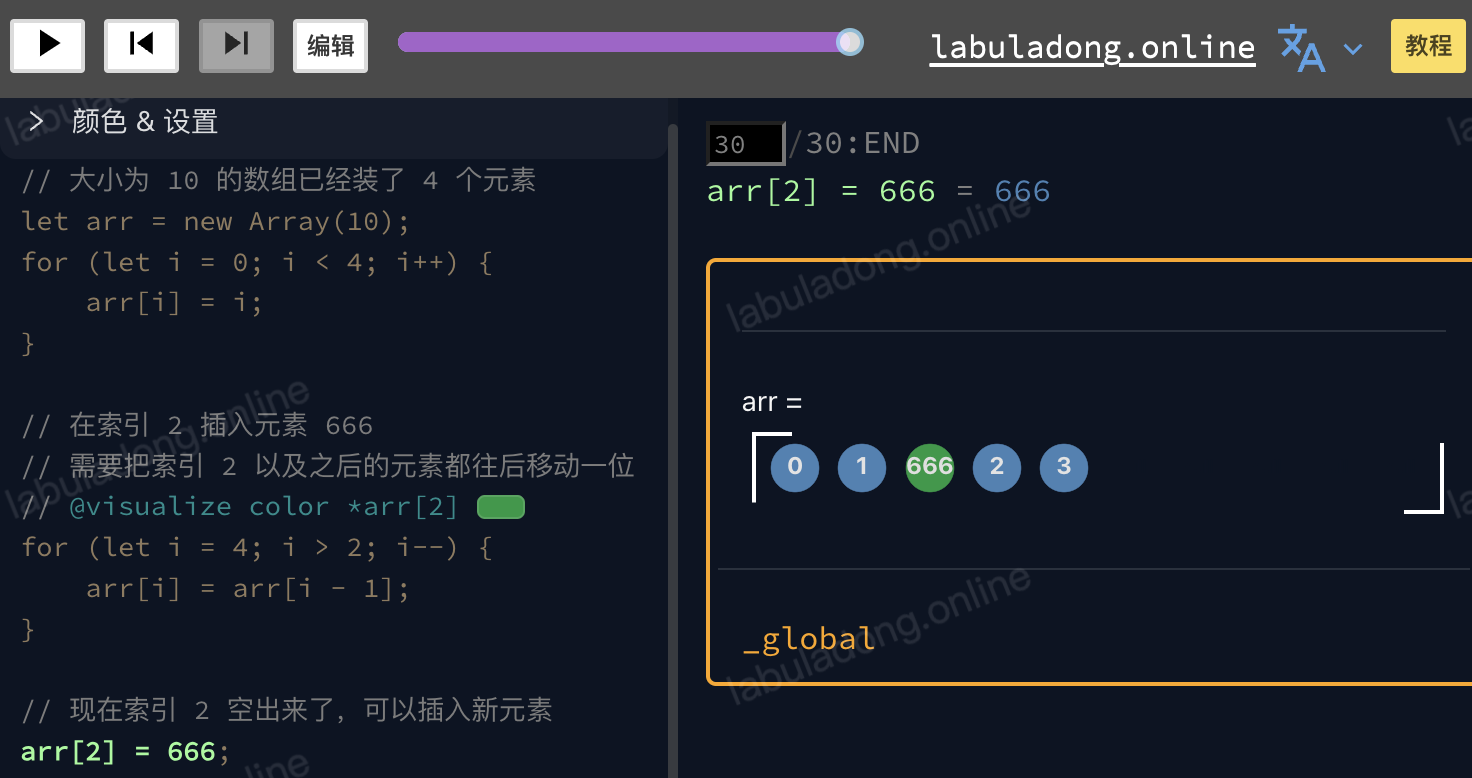 编辑
labuladong.online
教程
颜色 & 设置
// 大小为 10 的数组已经装了 4 个元素
let arr = new Array(10);
for (let i = 0; i < 4; i++) {
    arr[i] = i;
}
// 在索引 2 插入元素 666
// 需要把索引 2 以及之后的元素都往后移动一位
// @visualize color *arr[2]
for (let i = 4; i > 2; i--) {
    arr[i] = arr[i - 1];
}
// 现在索引 2 空出来了，可以插入新元素
arr[2] = 666;
30/30:END
arr[2] = 666 = 666
arr =
0 1 666 2 3
_global
labuladong.online
labuladong.online
labuladong.online